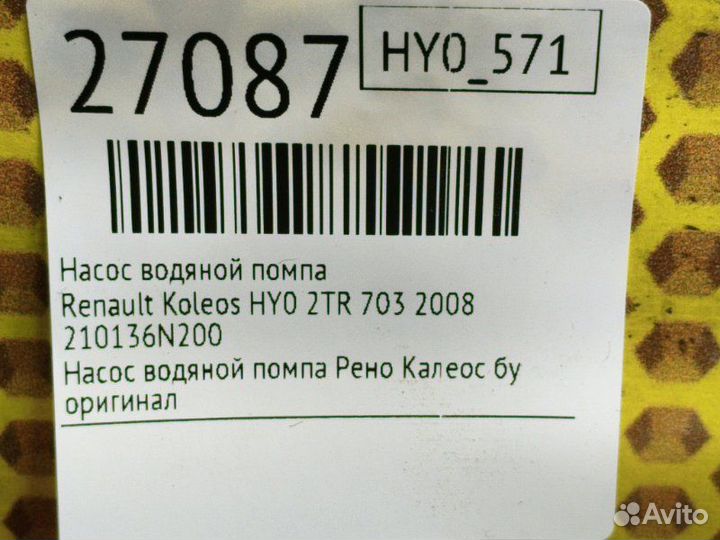 27087
HY0_571
Насос водяной помпа
Renault Koleos HY0 2TR 703 2008
210136N200
Насос водяной помпа Рено Калеос бу
оригинал
Avito